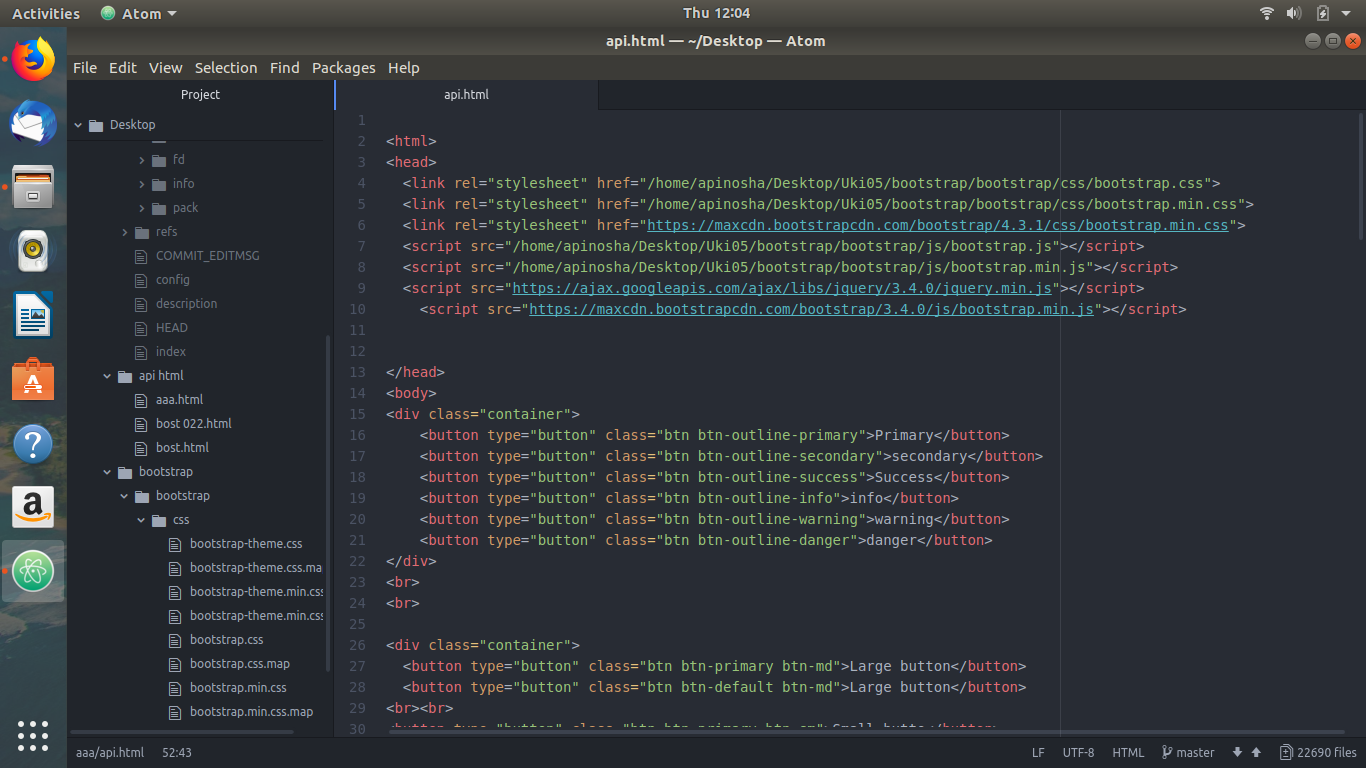 Activities
Atom
Thu 12:04
api.html — ~/Desktop — Atom
File Edit View Selection Find Packages Help
Project
Desktop
fd
info
pack
refs
COMMIT_EDITMSG
config
description
HEAD
index
api html
aaa.html
bost 022.html
bost.html
bootstrap
bootstrap
css
bootstrap-theme.css
bootstrap-theme.css.ma
bootstrap-theme.min.css
bootstrap-theme.min.css
bootstrap.css
bootstrap.css.map
bootstrap.min.css
bootstrap.min.css.map
api.html
1
2 <html>
3 <head>
4 <link rel="stylesheet" href="/home/apinosha/Desktop/Uki05/bootstrap/bootstrap/css/bootstrap.css">
5 <link rel="stylesheet" href="/home/apinosha/Desktop/Uki05/bootstrap/bootstrap/css/bootstrap.min.css">
6 <link rel="stylesheet" href="https://maxcdn.bootstrapcdn.com/bootstrap/4.3.1/css/bootstrap.min.css">
7 <script src="/home/apinosha/Desktop/Uki05/bootstrap/bootstrap/js/bootstrap.js"></script>
8 <script src="/home/apinosha/Desktop/Uki05/bootstrap/bootstrap/js/bootstrap.min.js"></script>
9 <script src="https://ajax.googleapis.com/ajax/libs/jquery/3.4.0/jquery.min.js"></script>
10 <script src="https://maxcdn.bootstrapcdn.com/bootstrap/3.4.0/js/bootstrap.min.js"></script>
11
12
13 </head>
14 <body>
15 <div class="container">
16 <button type="button" class="btn btn-outline-primary">Primary</button>
17 <button type="button" class="btn btn-outline-secondary">secondary</button>
18 <button type="button" class="btn btn-outline-success">Success</button>
19 <button type="button" class="btn btn-outline-info">info</button>
20 <button type="button" class="btn btn-outline-warning">warning</button>
21 <button type="button" class="btn btn-outline-danger">danger</button>
22 </div>
23 <br>
24 <br>
25
26 <div class="container">
27 <button type="button" class="btn btn-primary btn-md">Large button</button>
28 <button type="button" class="btn btn-default btn-md">Large button</button>
29 <br><br>
30 <button type="button" class="btn btn-primary btn-sm">Small butto</button>
aaa/api.html 52:43
LF UTF-8 HTML master 22690 files